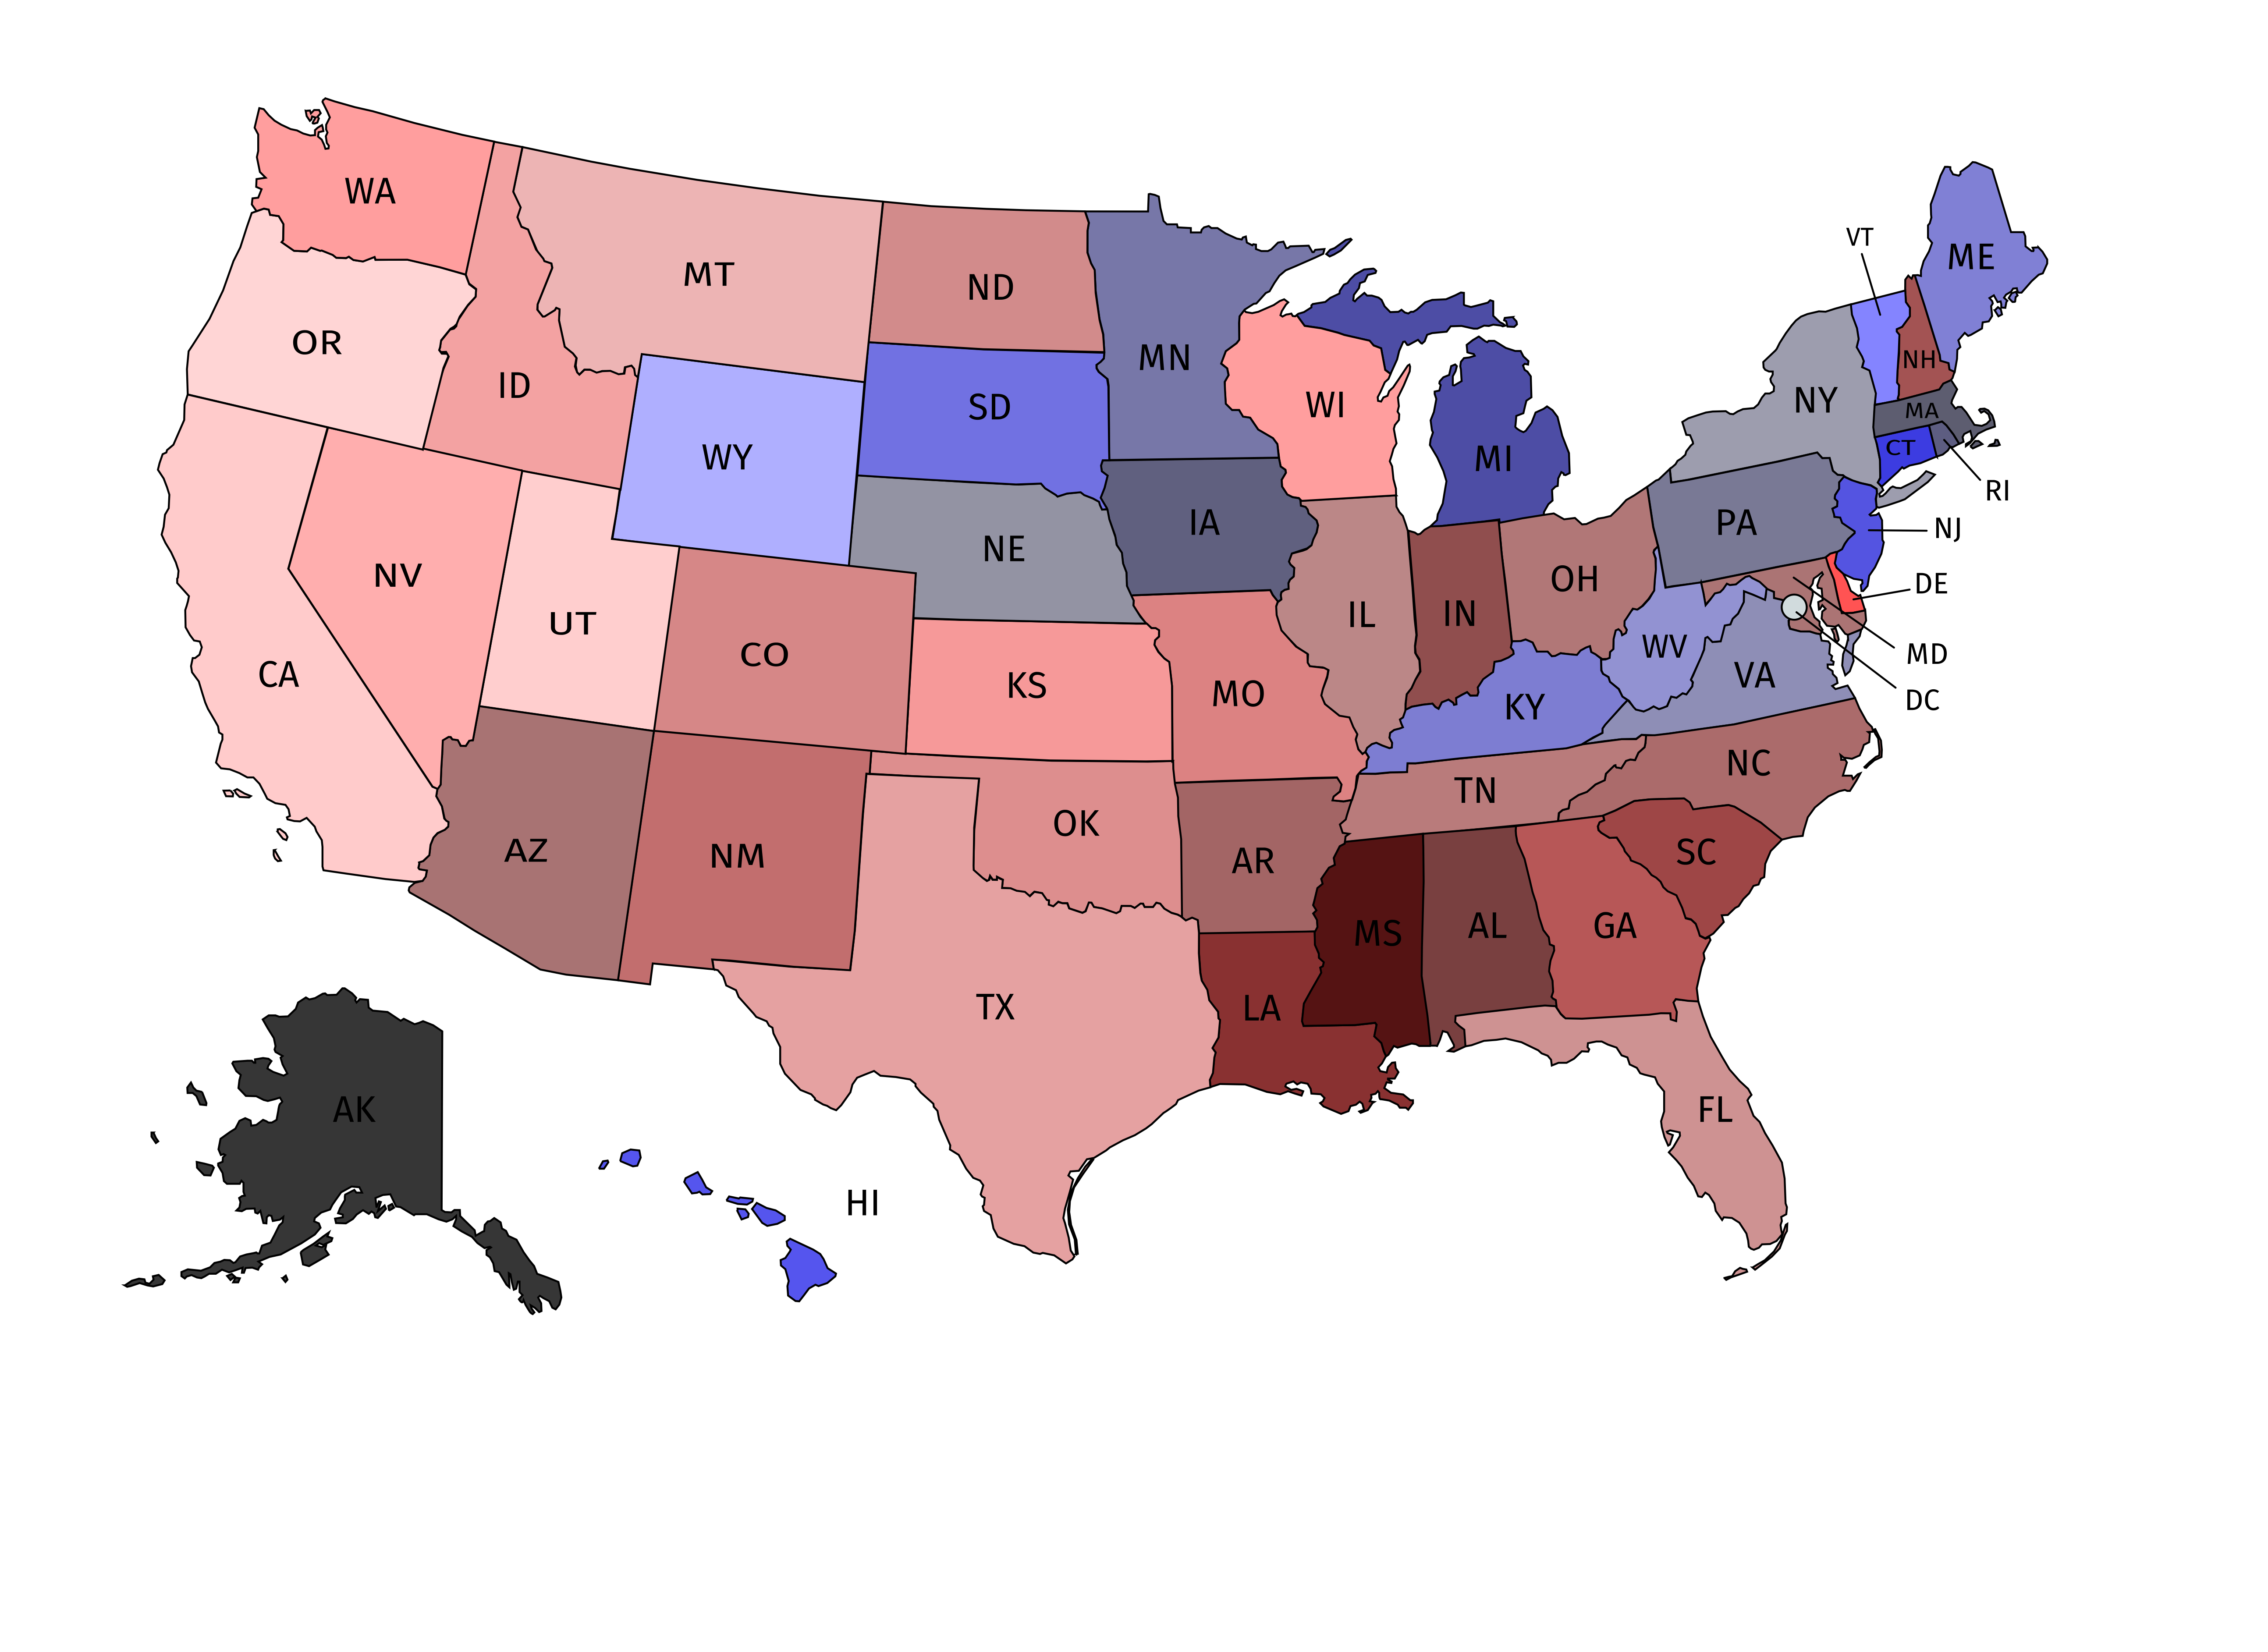 WA
VT
ME
MT
ND
OR
MN
NH
ID
NY
SD
WI
MA
WY
CT
MI
RI
IA
PA
NJ
NE
NV
OH
DE
UT
IN
IL
WV
MD
CO
CA
VA
KS
MO
KY
DC
NC
TN
OK
AZ
NM
AR
SC
MS
AL
GA
TX
LA
AK
FL
HI